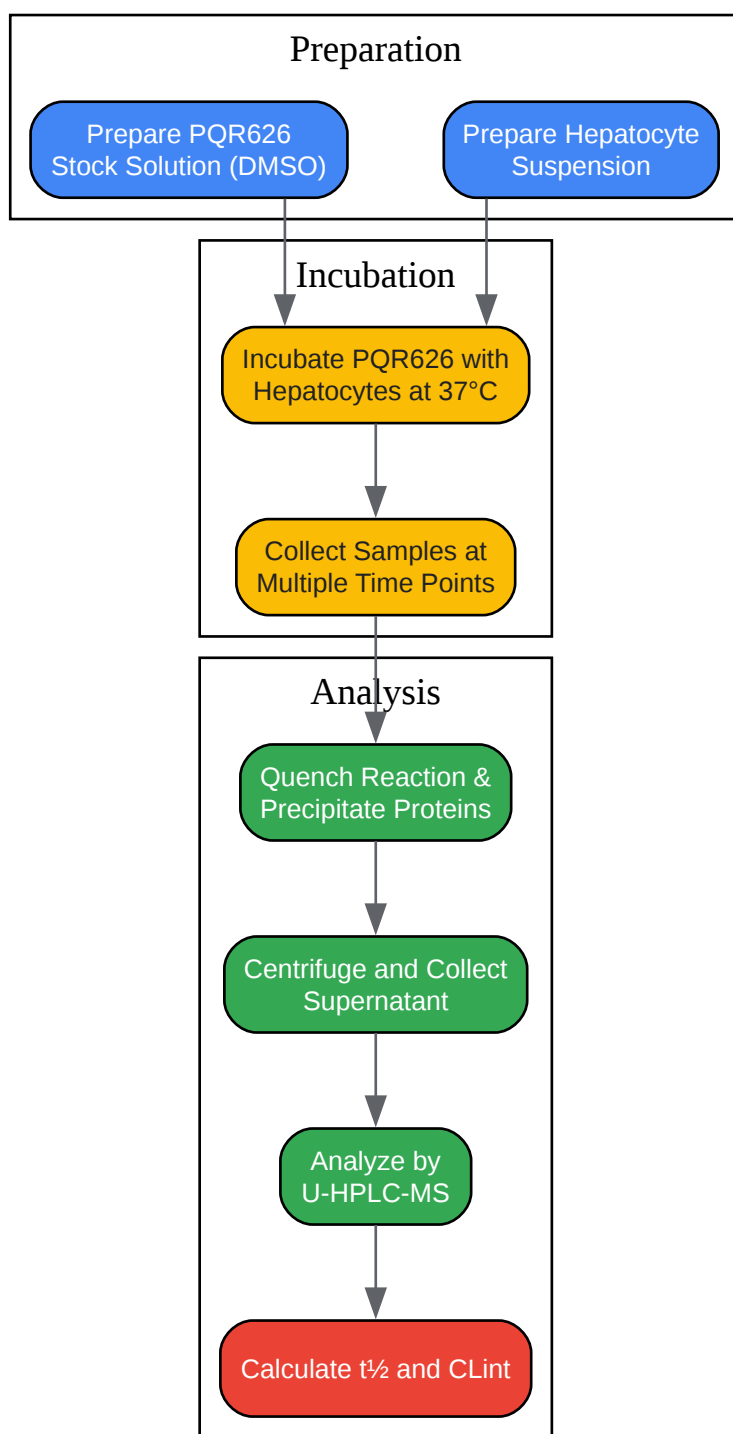 Preparation
Prepare PQR626
Stock Solution (DMSO)
Prepare Hepatocyte
Suspension
Incubation
Incubate PQR626 with
Hepatocytes at 37°C
Collect Samples at
Multiple Time Points
Analysis
Quench Reaction &
Precipitate Proteins
Centrifuge and Collect
Supernatant
Analyze by
U-HPLC-MS
Calculate t½ and CLint